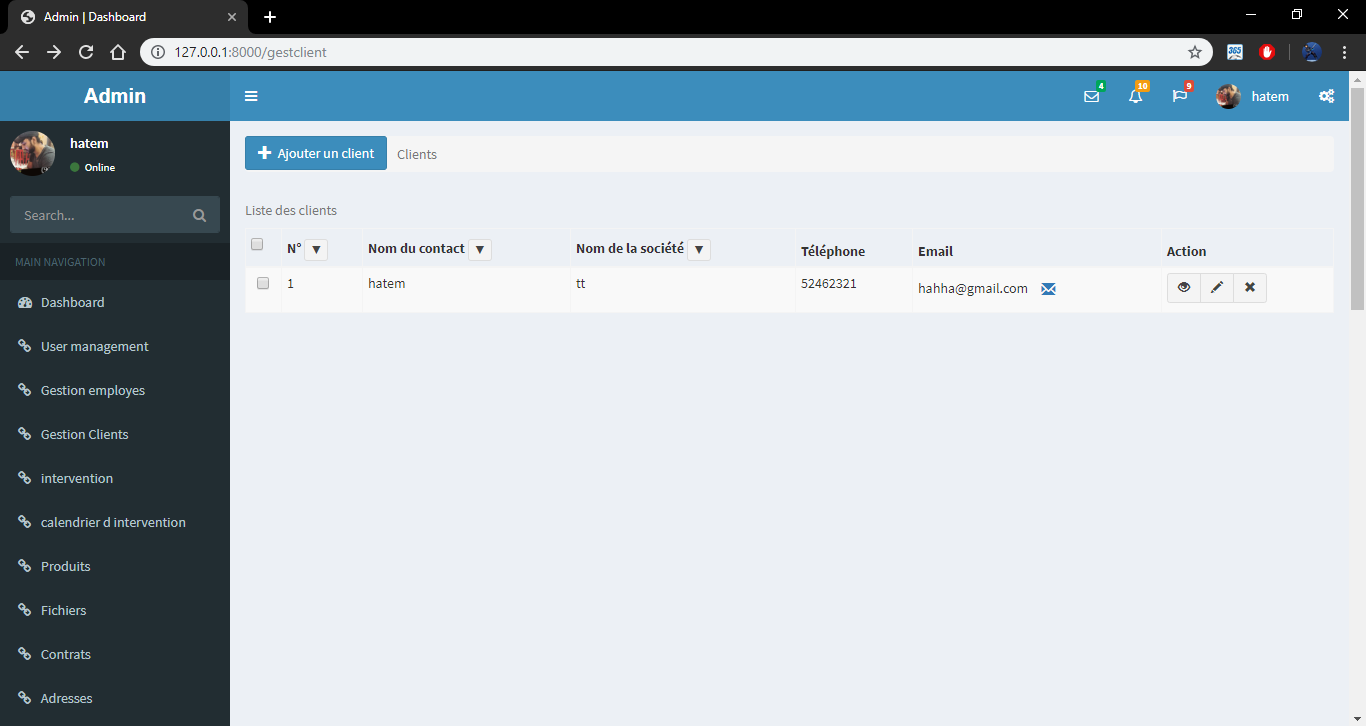 Admin | Dashboard
127.0.0.1:8000/gestclient
365
Admin
4
10
9
hatem
hatem
Online
Search...
MAIN NAVIGATION
Dashboard
User management
Gestion employes
Gestion Clients
intervention
calendrier d intervention
Produits
Fichiers
Contrats
Adresses
Ajouter un client Clients
Liste des clients
N° ▼ Nom du contact ▼ Nom de la société ▼ Téléphone Email Action
1 hatem tt 52462321 hahha@gmail.com